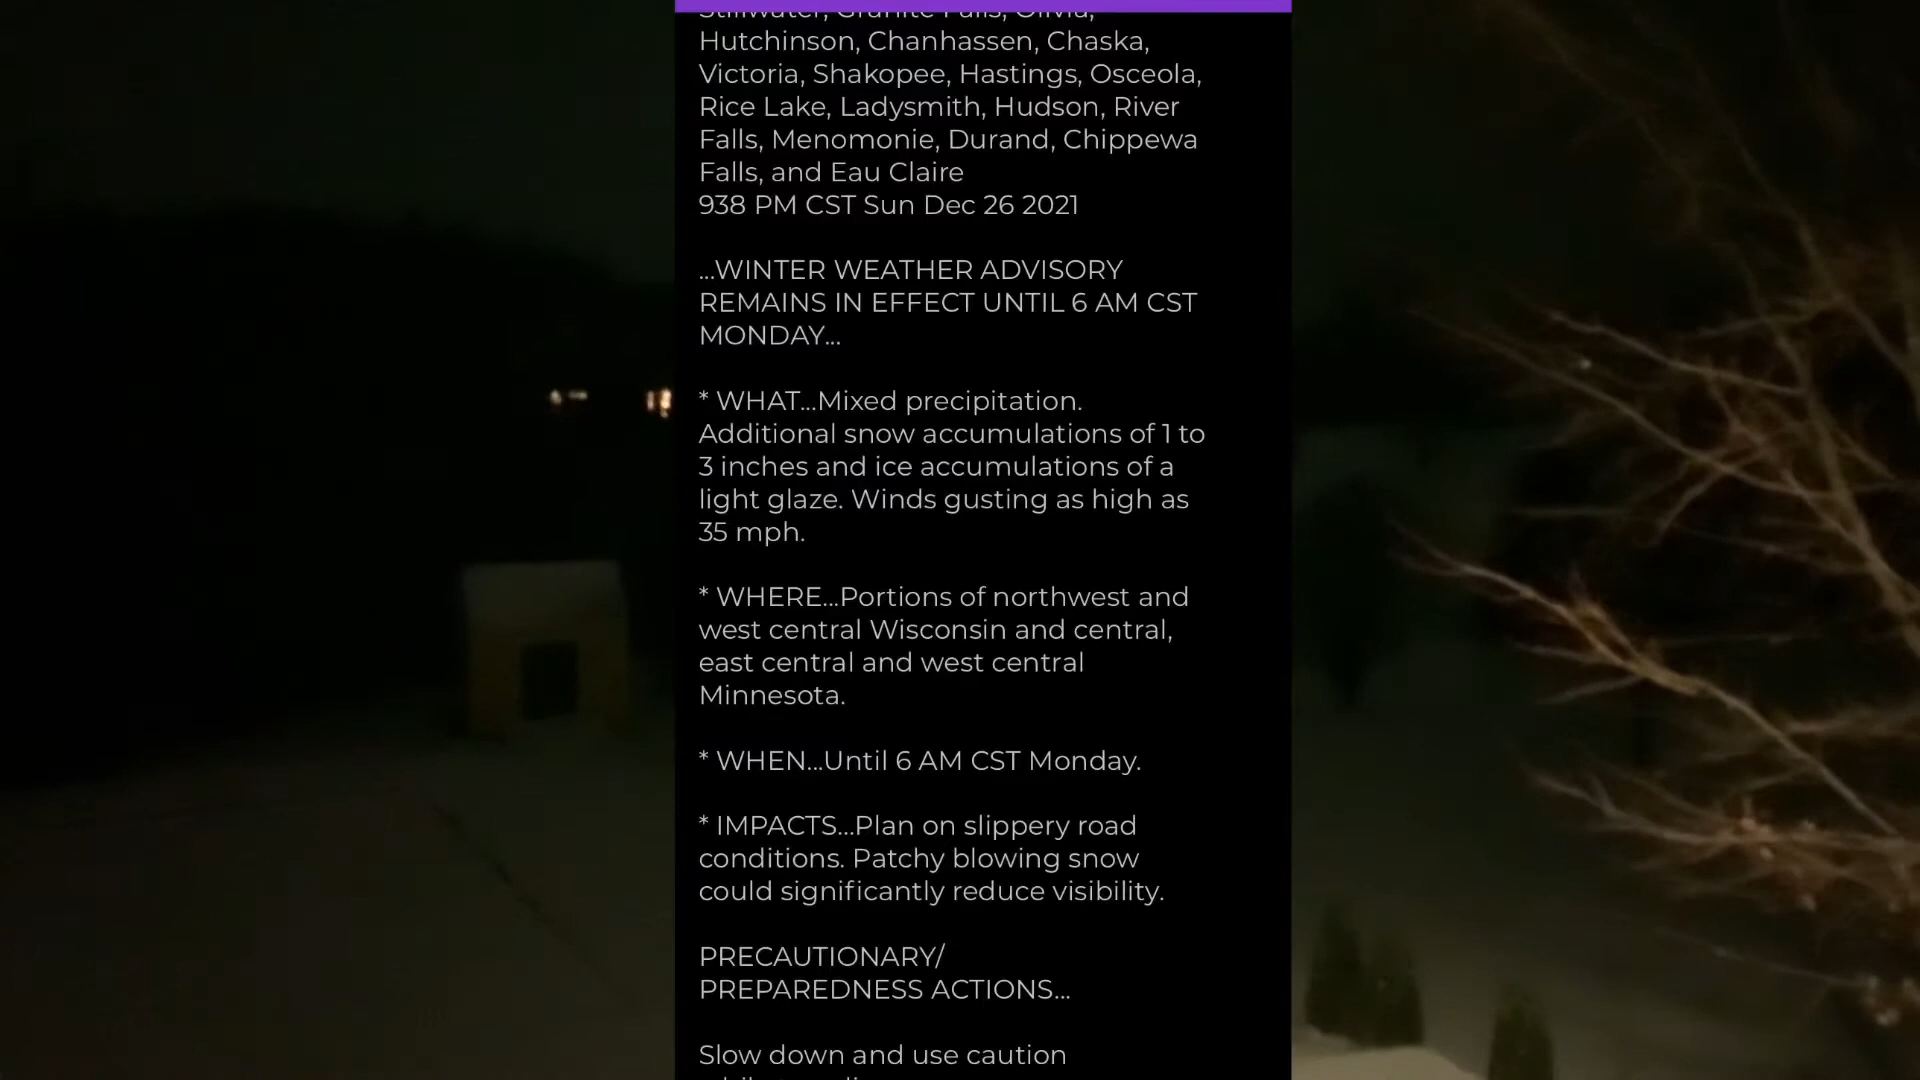 Stillwater, Granite Falls, Olivia,
Hutchinson, Chanhassen, Chaska,
Victoria, Shakopee, Hastings, Osceola,
Rice Lake, Ladysmith, Hudson, River
Falls, Menomonie, Durand, Chippewa
Falls, and Eau Claire
938 PM CST Sun Dec 26 2021
...WINTER WEATHER ADVISORY
REMAINS IN EFFECT UNTIL 6 AM CST
MONDAY...
* WHAT...Mixed precipitation.
Additional snow accumulations of 1 to
3 inches and ice accumulations of a
light glaze. Winds gusting as high as
35 mph.
* WHERE...Portions of northwest and
west central Wisconsin and central,
east central and west central
Minnesota.
* WHEN...Until 6 AM CST Monday.
* IMPACTS...Plan on slippery road
conditions. Patchy blowing snow
could significantly reduce visibility.
PRECAUTIONARY/
PREPAREDNESS ACTIONS...
Slow down and use caution